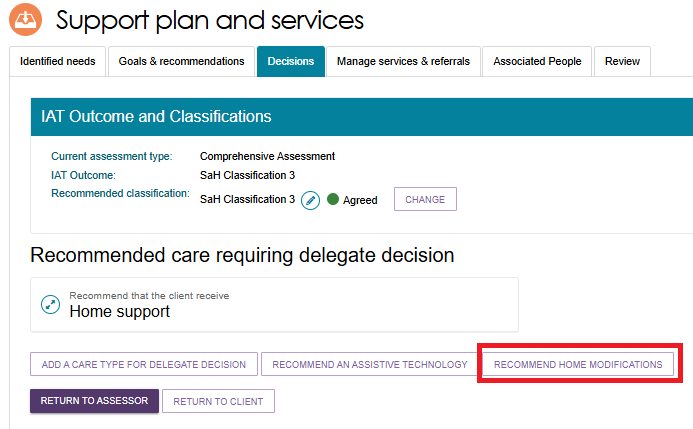 Support plan and services
Identified needs
Goals & recommendations
Decisions
Manage services & referrals
Associated People
Review
IAT Outcome and Classifications
Current assessment type: Comprehensive Assessment
IAT Outcome: SaH Classification 3
Recommended classification: SaH Classification 3 Agreed CHANGE
Recommended care requiring delegate decision
Recommend that the client receive
Home support
ADD A CARE TYPE FOR DELEGATE DECISION
RECOMMEND AN ASSISTIVE TECHNOLOGY
RECOMMEND HOME MODIFICATIONS
RETURN TO ASSESSOR
RETURN TO CLIENT